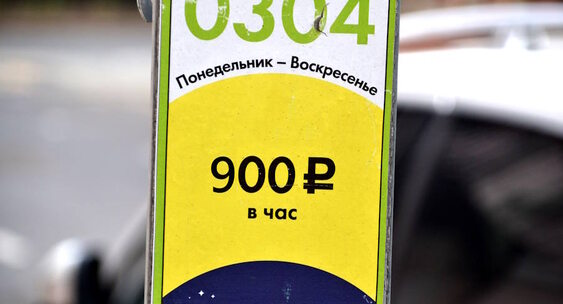 0304
Понедельник – Воскресенье
900 ₽
в час